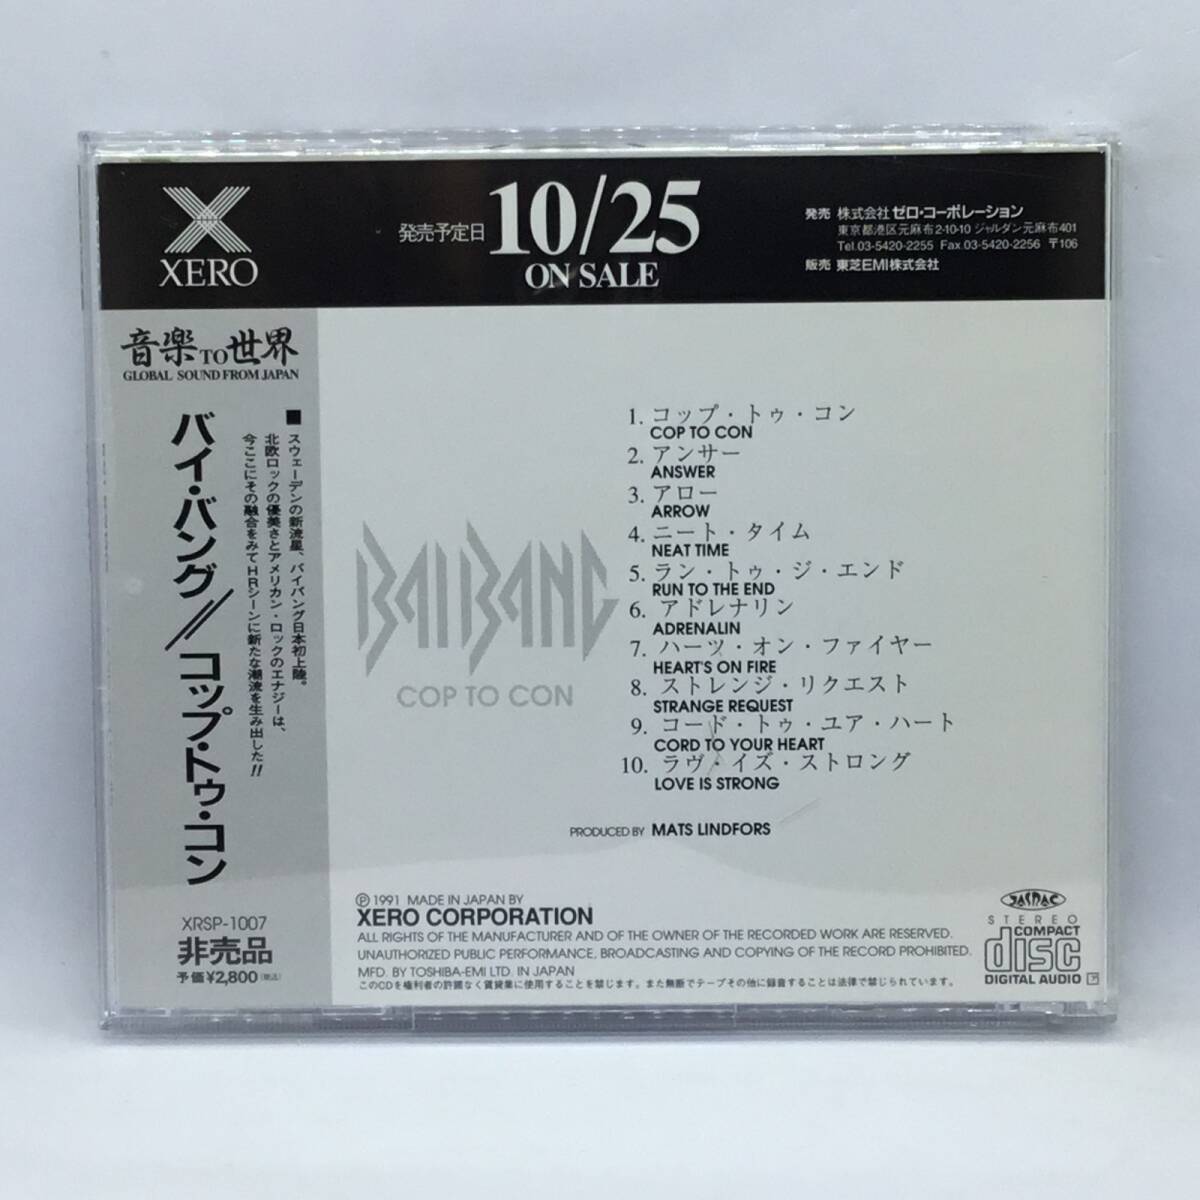 XERO
発売予定日 10/25
ON SALE
発売 株式会社ゼロ・コーポレーション
東京都港区元麻布2-10-10 ジャルダン元麻布401
Tel.03-5420-2255 Fax.03-5420-2256 〒106
販売 東芝EMI株式会社
音楽TO世界
GLOBAL SOUND FROM JAPAN
■スウェーデンの新流星、バイバング日本初上陸。
北欧ロックの優美さとアメリカン・ロックのエナジーは、
今ここにその融合をみてHRシーンに新たな潮流を生み出した!!
バイ・バング//コップ・トゥ・コン
XRSP-1007
非売品
予価¥2,800(税込)
BAI BANG
COP TO CON
1. コップ・トゥ・コン
COP TO CON
2. アンサー
ANSWER
3. アロー
ARROW
4. ニート・タイム
NEAT TIME
5. ラン・トゥ・ジ・エンド
RUN TO THE END
6. アドレナリン
ADRENALIN
7. ハーツ・オン・ファイヤー
HEART'S ON FIRE
8. ストレンジ・リクエスト
STRANGE REQUEST
9. コード・トゥ・ユア・ハート
CORD TO YOUR HEART
10. ラヴ・イズ・ストロング
LOVE IS STRONG
PRODUCED BY MATS LINDFORS
Ⓟ1991 MADE IN JAPAN BY
XERO CORPORATION
ALL RIGHTS OF THE MANUFACTURER AND OF THE OWNER OF THE RECORDED WORK ARE RESERVED.
UNAUTHORIZED PUBLIC PERFORMANCE, BROADCASTING AND COPYING OF THE RECORD PROHIBITED.
MFD. BY TOSHIBA-EMI LTD. IN JAPAN
このCDを権利者の許諾なく賃貸業に使用することを禁じます。また無断でテープその他に録音することは法律で禁じられています。
JASRAC
STEREO
COMPACT
disc
DIGITAL AUDIO
ア